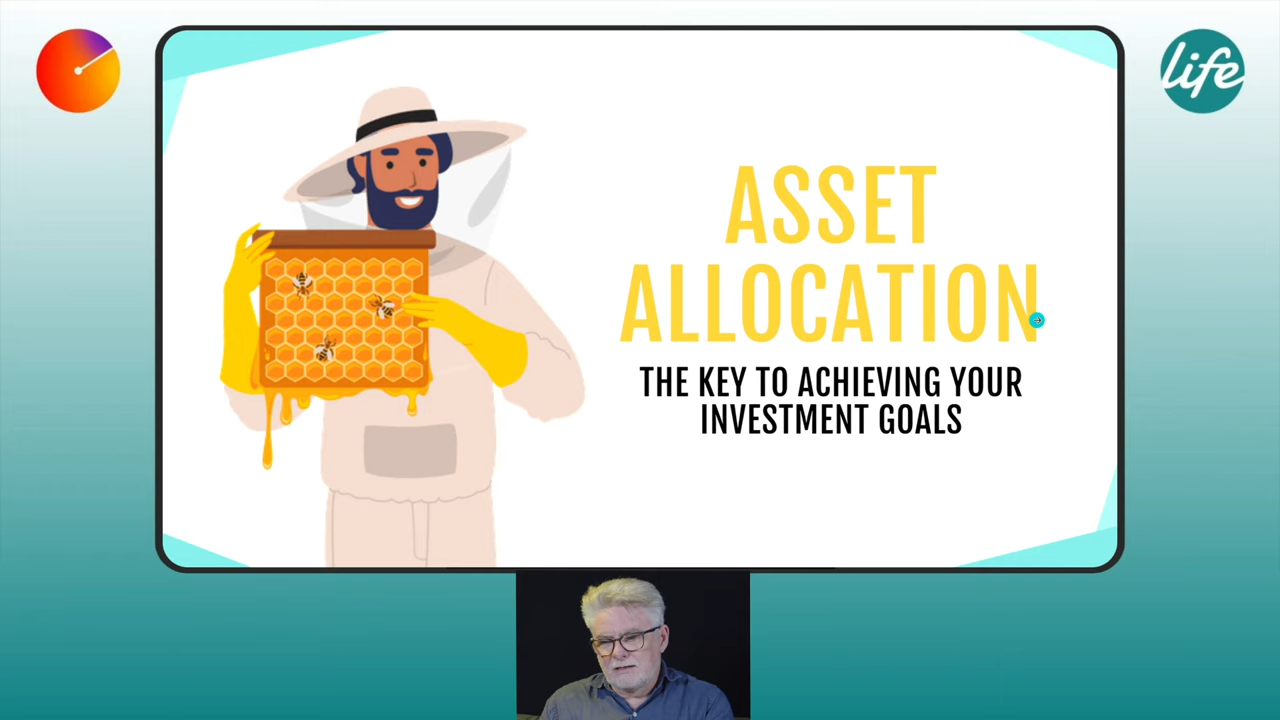 life
ASSET
ALLOCATION
THE KEY TO ACHIEVING YOUR
INVESTMENT GOALS